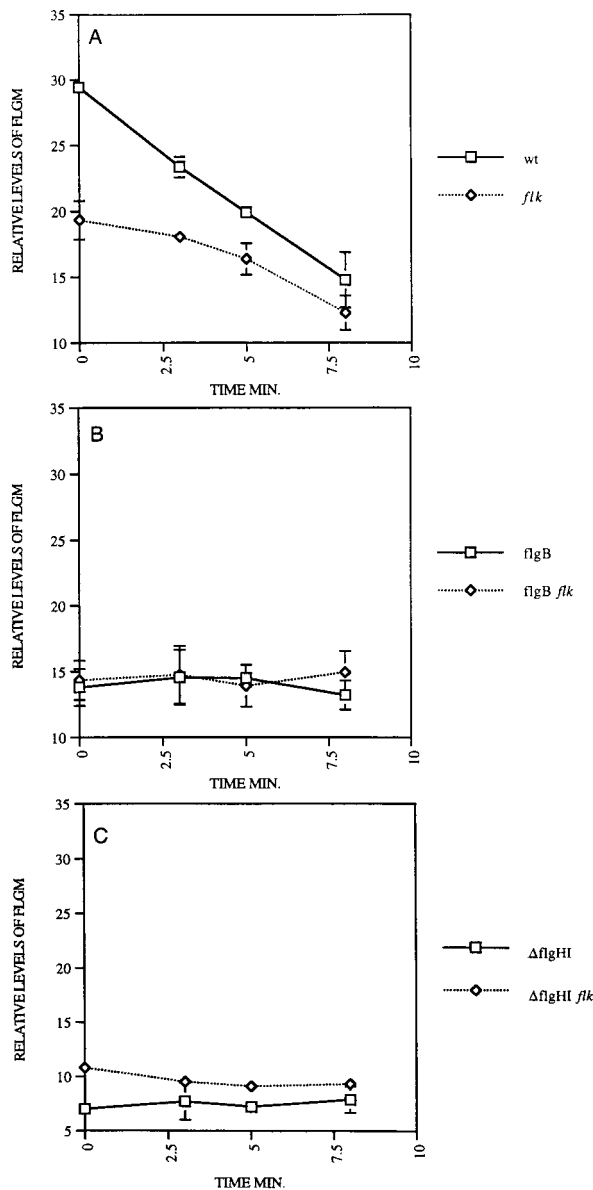 A
RELATIVE LEVELS OF FLGM
35
30
25
20
15
10
0
2.5
5
7.5
10
TIME MIN.
wt
flk
B
RELATIVE LEVELS OF FLGM
35
30
25
20
15
10
0
2.5
5
7.5
10
TIME MIN.
flgB
flgB flk
C
RELATIVE LEVELS OF FLGM
35
30
25
20
15
10
5
0
2.5
5
7.5
10
TIME MIN.
ΔflgHI
ΔflgHI flk